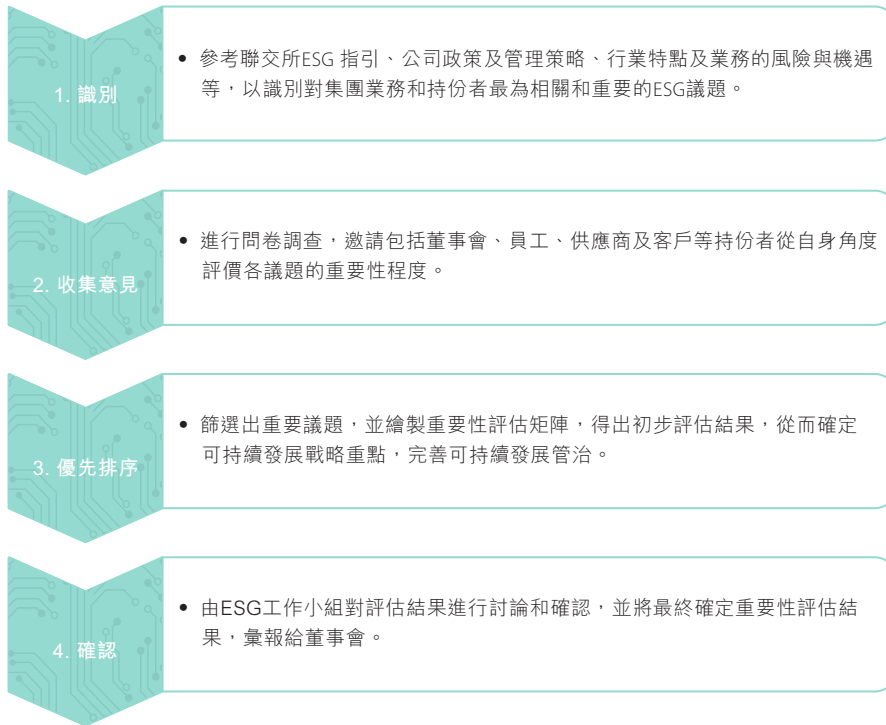 1. 識別
• 參考聯交所ESG 指引、公司政策及管理策略、行業特點及業務的風險與機遇
等，以識別對集團業務和持份者最為相關和重要的ESG議題。
2. 收集意見
• 進行問卷調查，邀請包括董事會、員工、供應商及客戶等持份者從自身角度
評價各議題的重要性程度。
3. 優先排序
• 篩選出重要議題，並繪製重要性評估矩陣，得出初步評估結果，從而確定
可持續發展戰略重點，完善可持續發展管治。
4. 確認
• 由ESG工作小組對評估結果進行討論和確認，並將最終確定重要性評估結
果，彙報給董事會。